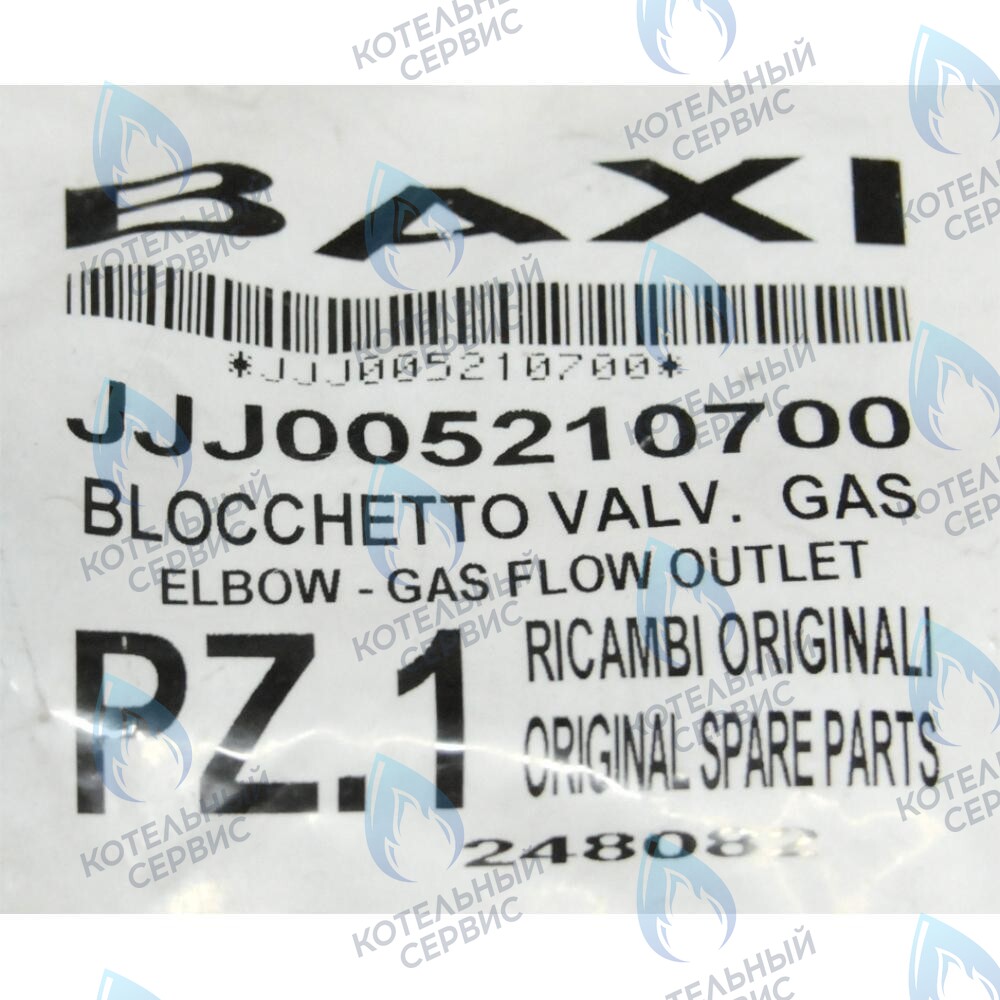 BAXI
*JJJ005210700*
JJJ005210700
BLOCCHETTO VALV. GAS
ELBOW - GAS FLOW OUTLET
PZ.1
RICAMBI ORIGINALI
ORIGINAL SPARE PARTS
248082
КОТЕЛЬНЫЙ
СЕРВИС